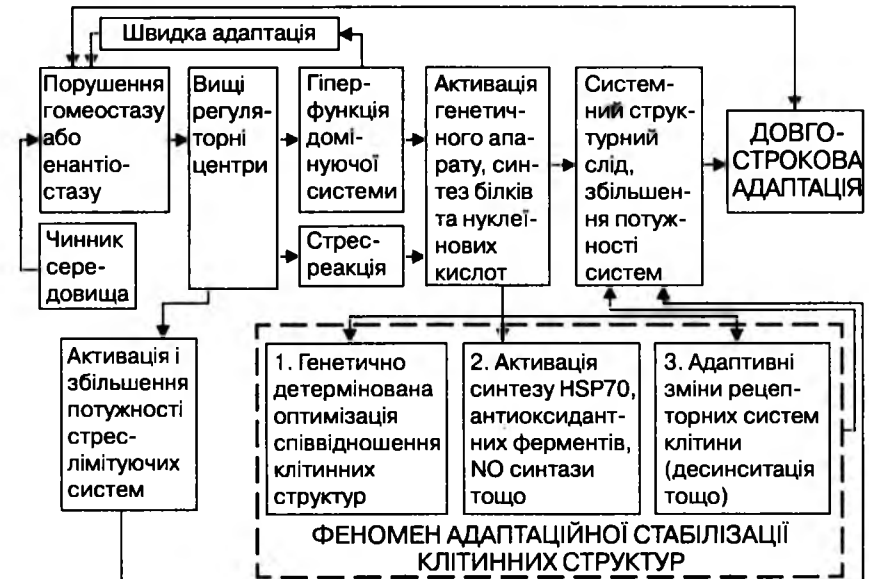 Швидка адаптація
Порушення
гомеостазу
або
енантіо-
стазу
Вищі
регуля-
торні
центри
Гіпер-
функція
домі-
нуючої
системи
Активація
генетич-
ного апа-
рату, син-
тез білків
та нуклеї-
нових
кислот
Систем-
ний струк-
турний
слід,
збільшен-
ня потуж-
ності
систем
ДОВГО-
СТРОКОВА
АДАПТАЦІЯ
Чинник
сере-
довища
Стрес-
реакція
Активація і
збільшення
потужності
стрес-
лімітуючих
систем
1. Генетично
детермінована
оптимізація
співвідношення
клітинних
структур
2. Активація
синтезу HSP70,
антиоксидант-
них ферментів,
NO синтази
тощо
3. Адаптивні
зміни рецеп-
торних систем
клітини
(десинситація
тощо)
ФЕНОМЕН АДАПТАЦІЙНОЇ СТАБІЛІЗАЦІЇ
КЛІТИННИХ СТРУКТУР